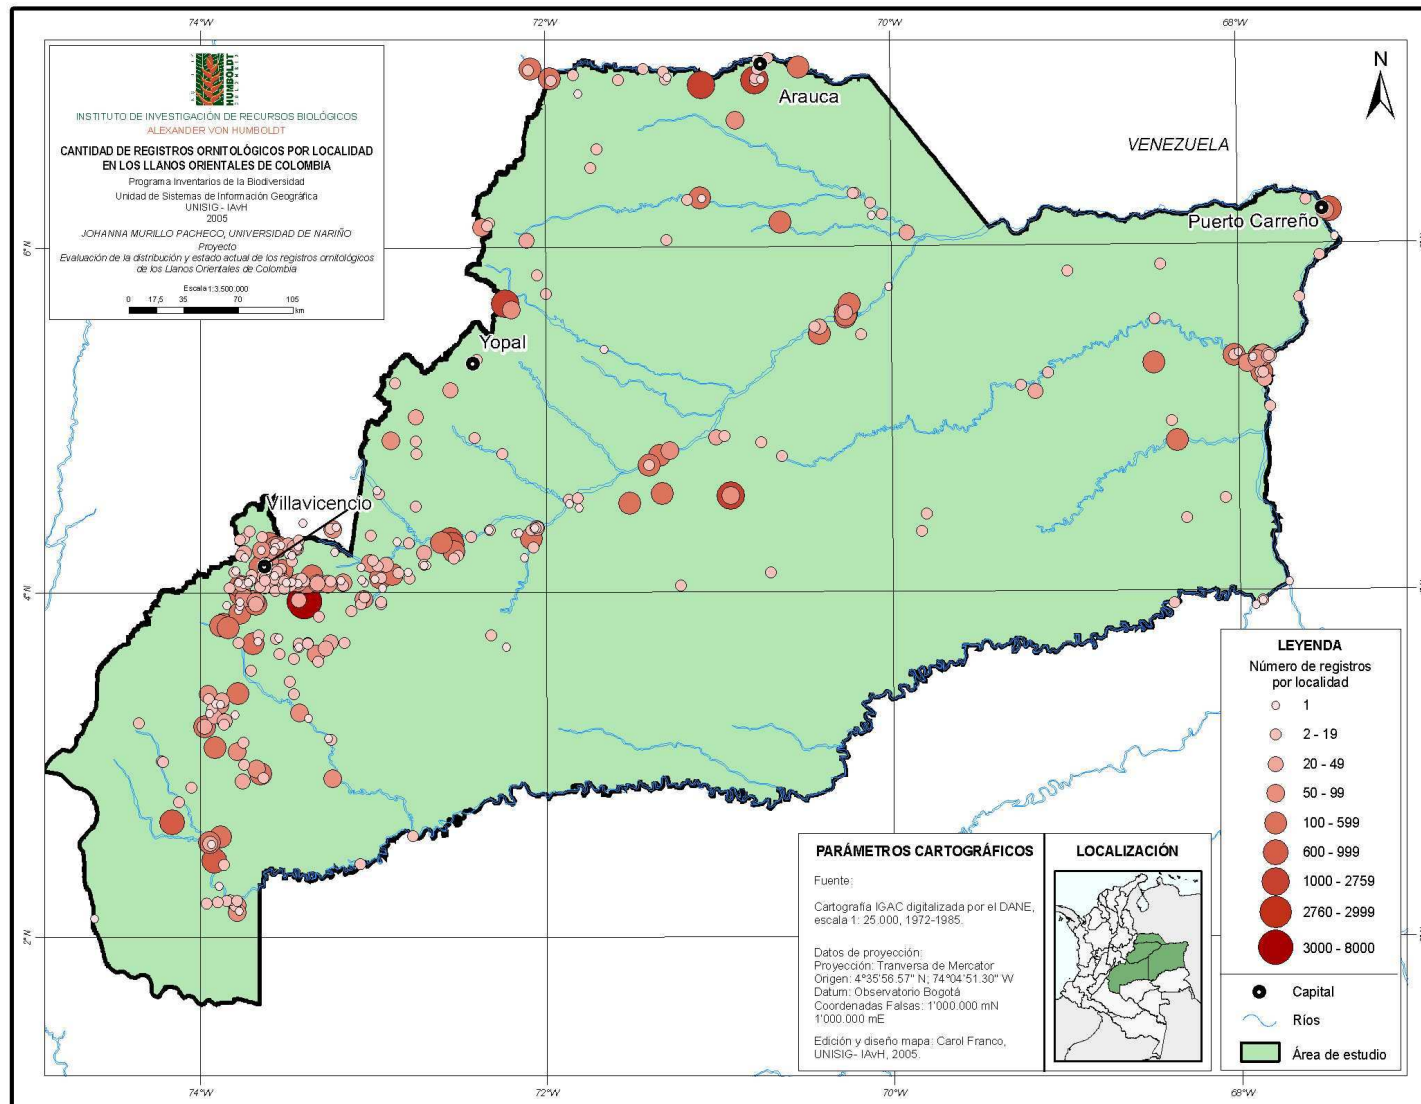 74°W
72°W
70°W
68°W
HUMBOLDT
INSTITUTO DE INVESTIGACIÓN DE RECURSOS BIOLÓGICOS
ALEXANDER VON HUMBOLDT
CANTIDAD DE REGISTROS ORNITOLÓGICOS POR LOCALIDAD
EN LOS LLANOS ORIENTALES DE COLOMBIA
Programa Inventarios de la Biodiversidad
Unidad de Sistemas de Información Geográfica
UNISIG - IAvH
2005
JOHANNA MURILLO PACHECO, UNIVERSIDAD DE NARIÑO
Proyecto
Evaluación de la distribución y estado actual de los registros ornitológicos
de los Llanos Orientales de Colombia
Escala 1:3.500.000
0 17,5 35 70 105
km
N
Arauca
VENEZUELA
Puerto Carreño
6°N
Yopal
Villavicencio
4°N
2°N
LEYENDA
Número de registros
por localidad
1
2 - 19
20 - 49
50 - 99
100 - 599
600 - 999
1000 - 2759
2760 - 2999
3000 - 8000
Capital
Ríos
Área de estudio
PARÁMETROS CARTOGRÁFICOS
Fuente:
Cartografía IGAC digitalizada por el DANE,
escala 1: 25.000, 1972-1985.
Datos de proyección:
Proyección: Tranversa de Mercator
Origen: 4°35'56.57" N; 74°04'51.30" W
Datum: Observatorio Bogotá
Coordenadas Falsas: 1'000.000 mN
1'000.000 mE
Edición y diseño mapa: Carol Franco,
UNISIG- IAVH, 2005.
LOCALIZACIÓN
74°W
72°W
70°W
68°W